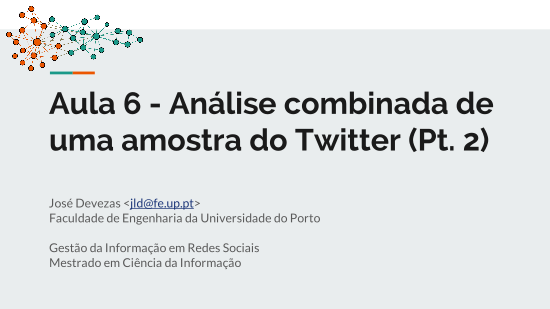 Aula 6 - Análise combinada de
uma amostra do Twitter (Pt. 2)
José Devezas <jld@fe.up.pt>
Faculdade de Engenharia da Universidade do Porto
Gestão da Informação em Redes Sociais
Mestrado em Ciência da Informação